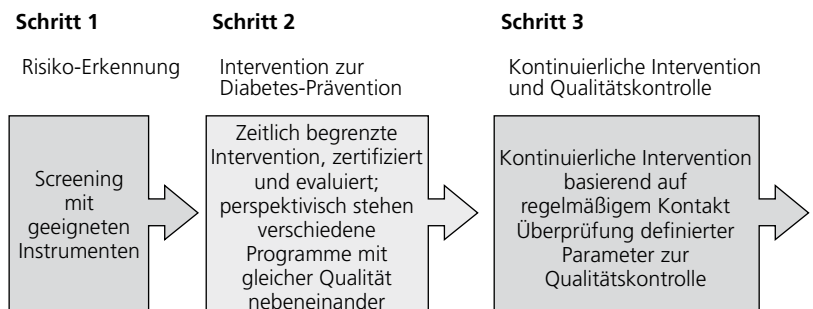 Schritt 1
Risiko-Erkennung
Screening
mit
geeigneten
Instrumenten
Schritt 2
Intervention zur
Diabetes-Prävention
Zeitlich begrenzte
Intervention, zertifiziert
und evaluiert;
perspektivisch stehen
verschiedene
Programme mit
gleicher Qualität
nebeneinander
Schritt 3
Kontinuierliche Intervention
und Qualitätskontrolle
Kontinuierliche Intervention
basierend auf
regelmäßigem Kontakt
Überprüfung definierter
Parameter zur
Qualitätskontrolle